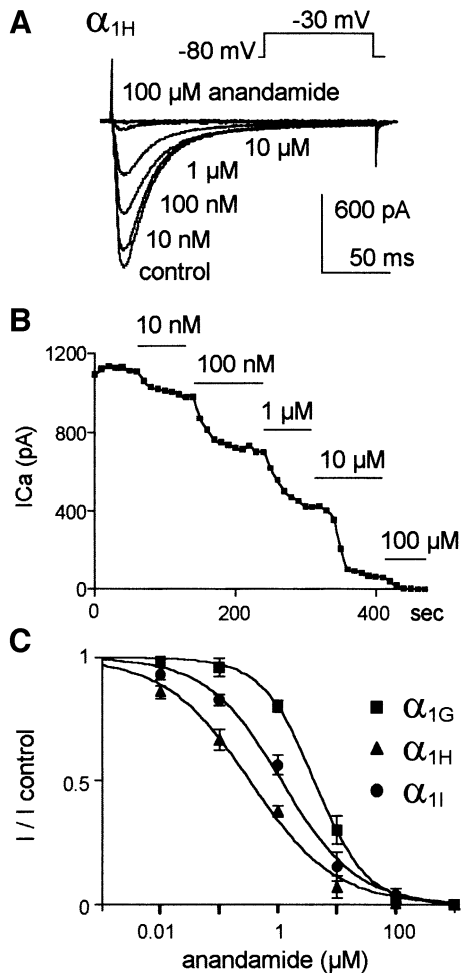 A
α1H
-30 mV
-80 mV
100 µM anandamide
10 µM
1 µM
100 nM
10 nM
control
600 pA
50 ms
B
10 nM
100 nM
1 µM
10 µM
100 µM
1200
800
400
0
ICa (pA)
0
200
400
sec
C
1
0.5
0
I / I control
α1G
α1H
α1I
0.01
1
100
anandamide (µM)